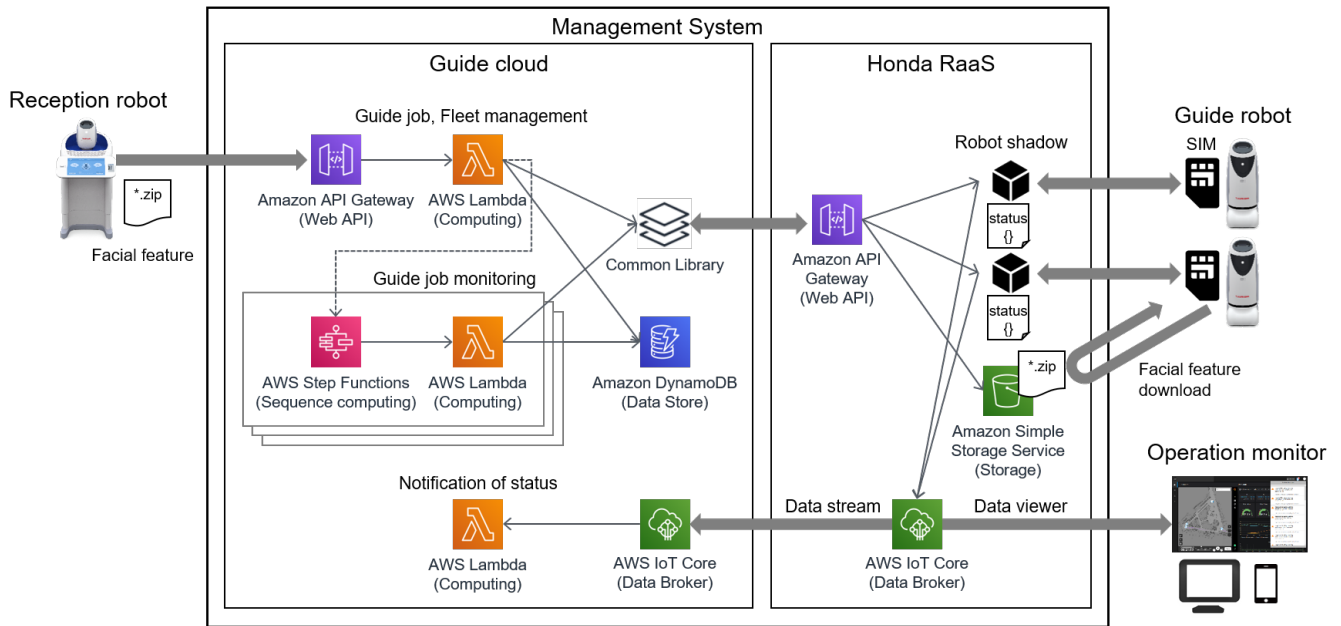 Management System
Guide cloud
Honda RaaS
Reception robot
*.zip
Facial feature
Guide job, Fleet management
Amazon API Gateway
(Web API)
AWS Lambda
(Computing)
Common Library
Guide job monitoring
AWS Step Functions
(Sequence computing)
AWS Lambda
(Computing)
Amazon DynamoDB
(Data Store)
Notification of status
AWS Lambda
(Computing)
AWS IoT Core
(Data Broker)
Amazon API
Gateway
(Web API)
Robot shadow
status
{}
status
{}
*.zip
Amazon Simple
Storage Service
(Storage)
Data stream
Data viewer
AWS IoT Core
(Data Broker)
Guide robot
SIM
Facial feature
download
Operation monitor